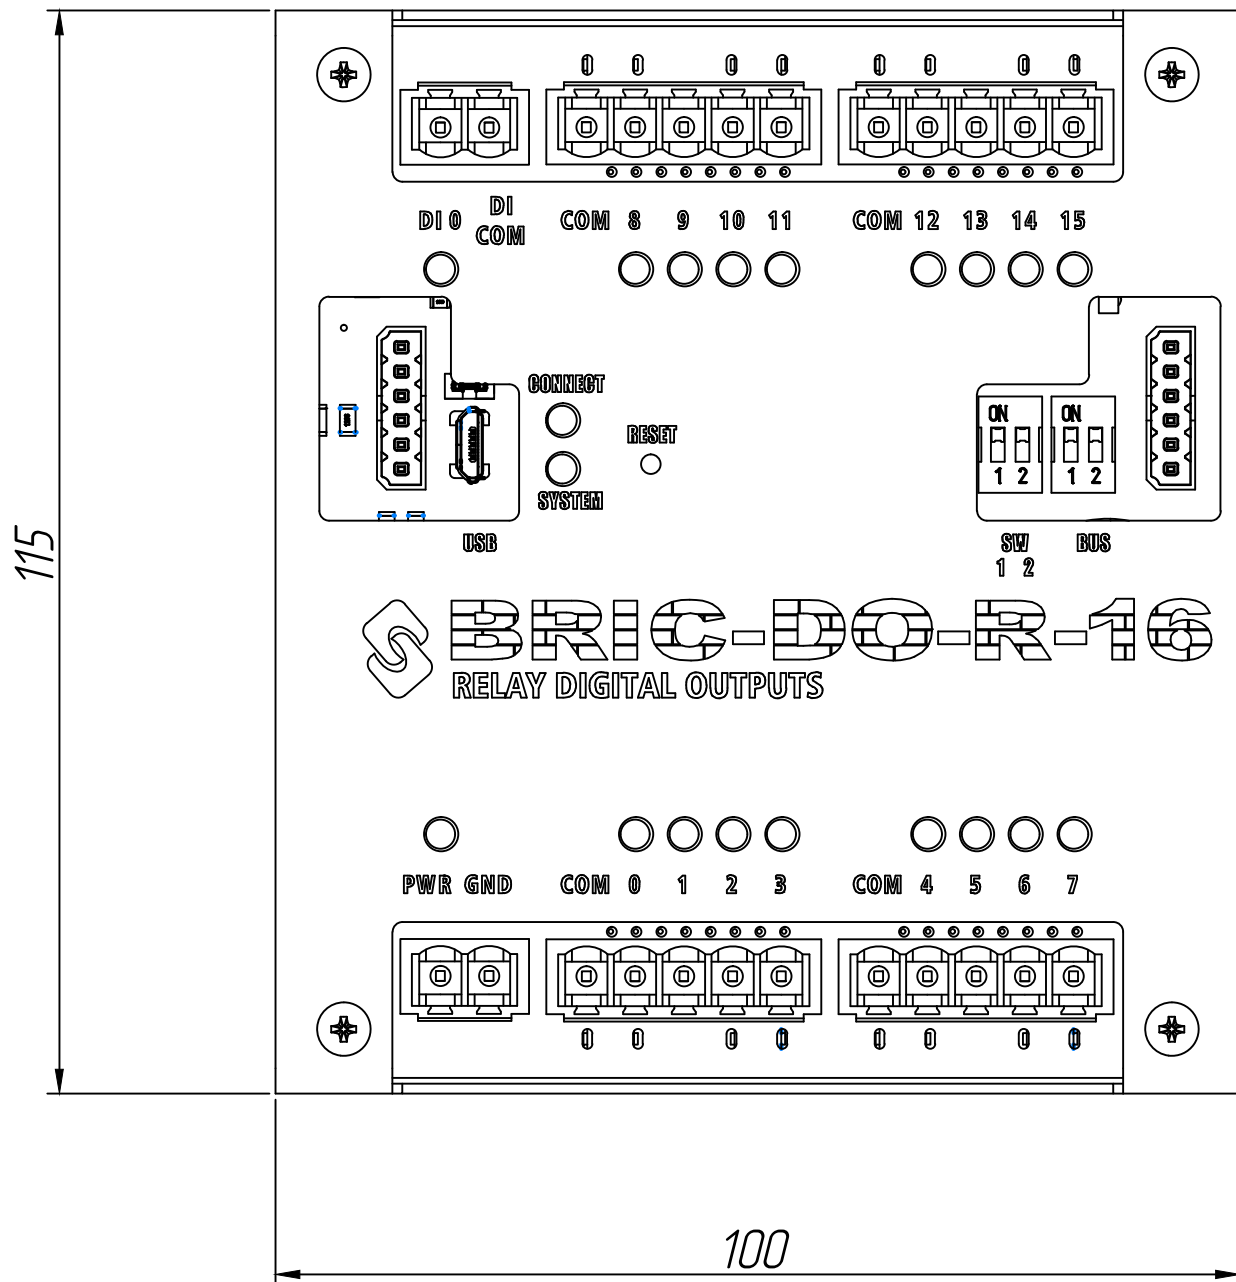 DI 0 DI COM COM 8 9 10 11 COM 12 13 14 15
CONNECT
ON ON
RESET
1 2 1 2
SYSTEM
USB SW BUS
1 2
115
BRIC-DO-R-16
RELAY DIGITAL OUTPUTS
PWR GND COM 0 1 2 3 COM 4 5 6 7
100